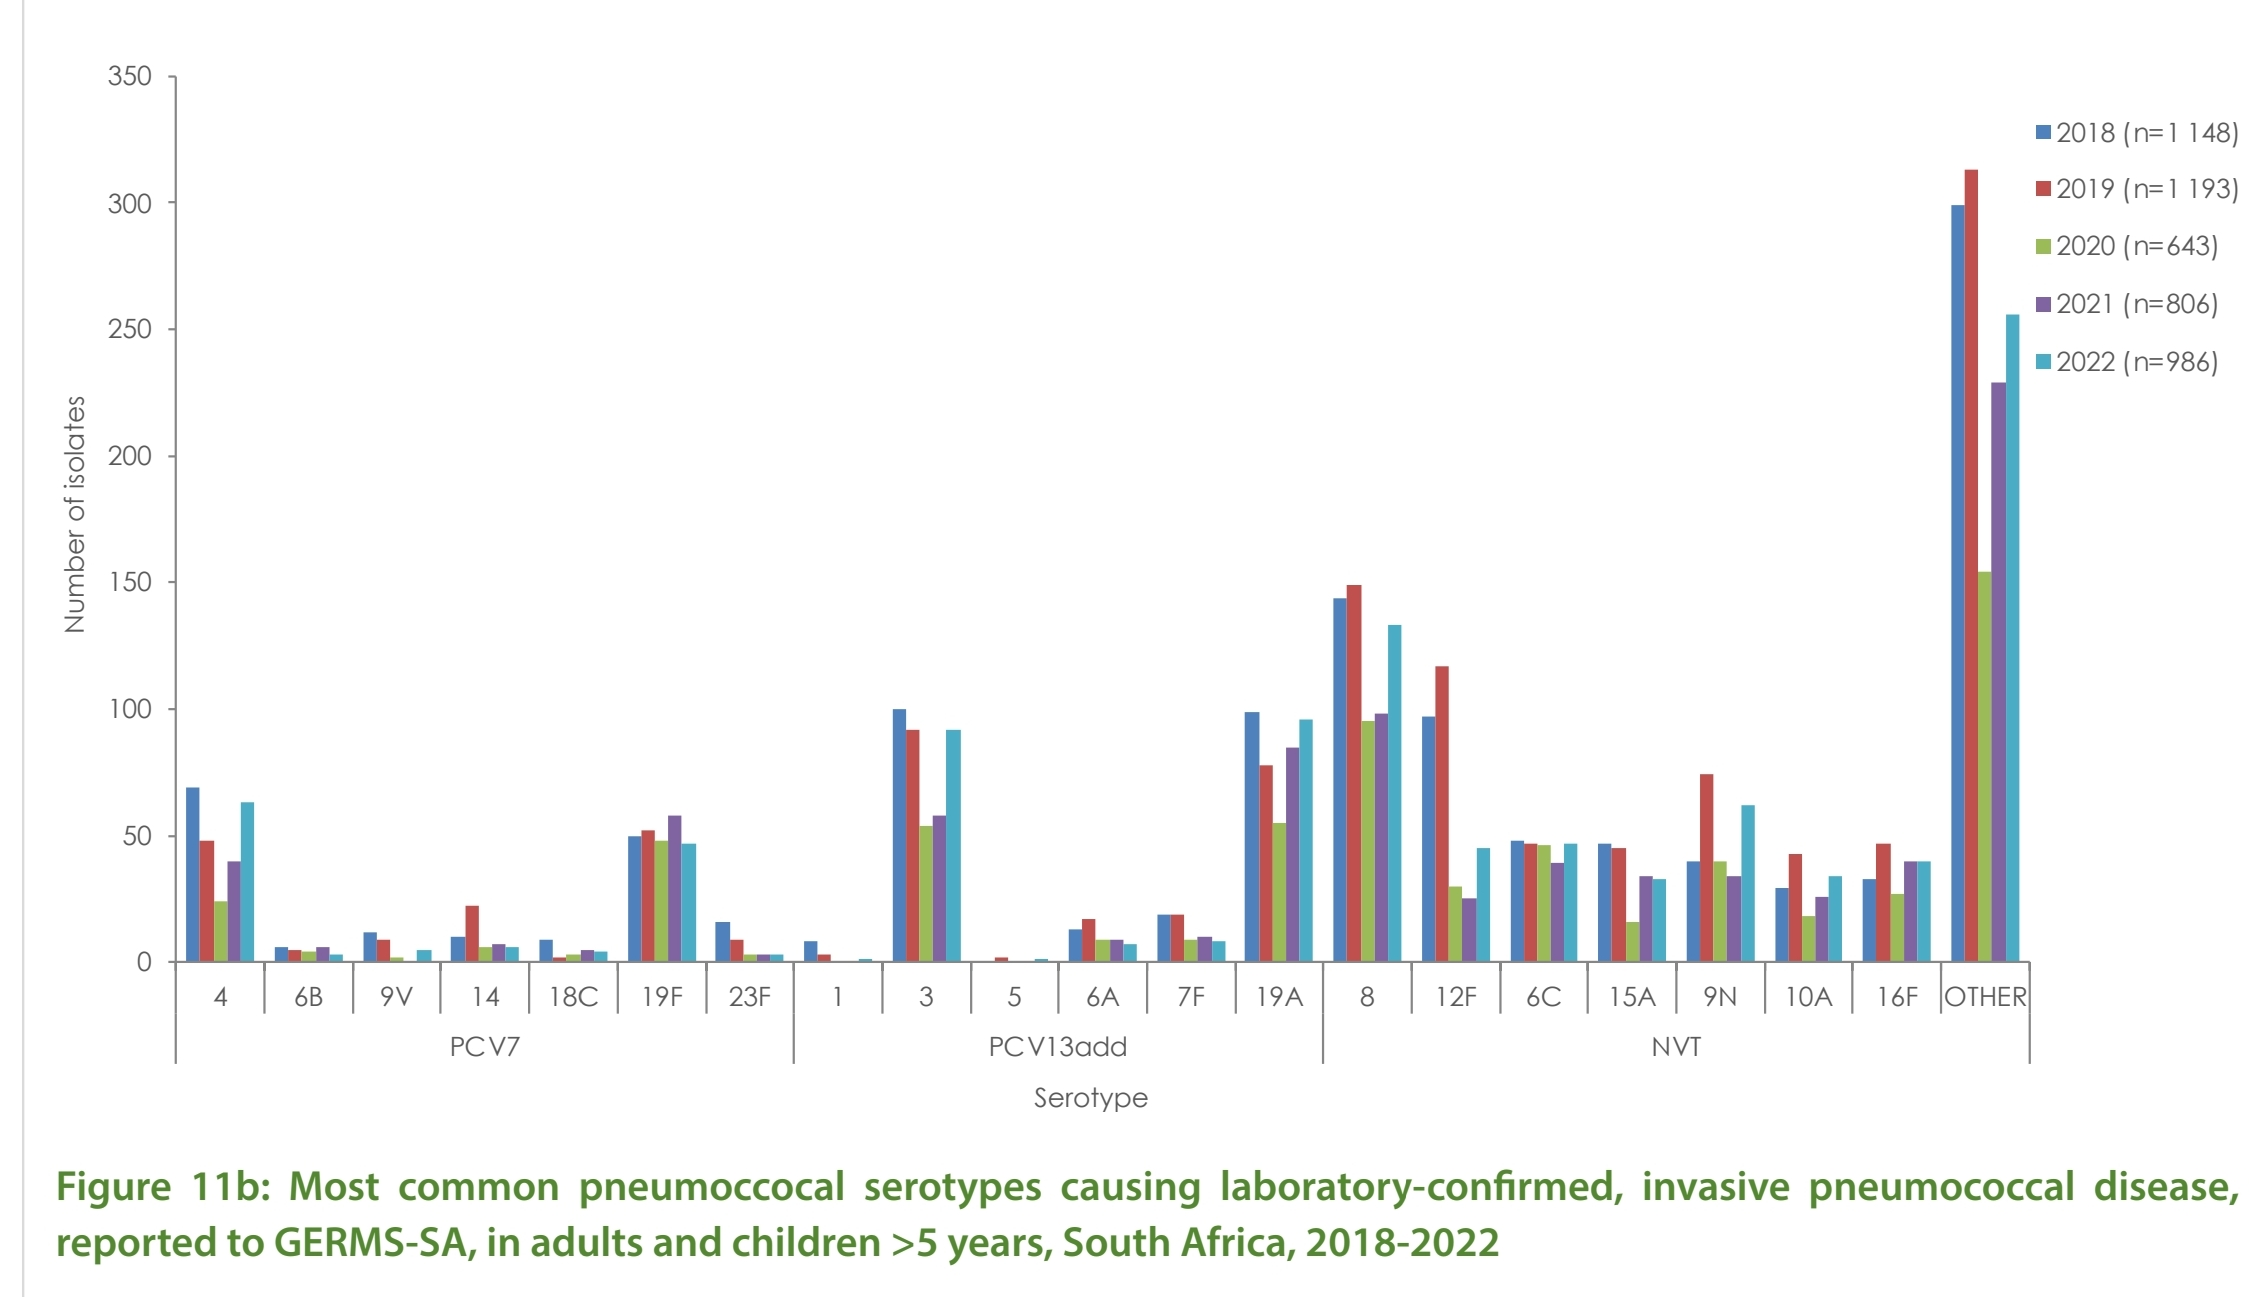 350
300
250
200
150
100
50
0
Number of isolates
2018 (n=1 148)
2019 (n=1 193)
2020 (n=643)
2021 (n=806)
2022 (n=986)
4 6B 9V 14 18C 19F 23F 1 3 5 6A 7F 19A 8 12F 6C 15A 9N 10A 16F OTHER
PCV7 PCV13add NVT
Serotype
Figure 11b: Most common pneumoccocal serotypes causing laboratory-confirmed, invasive pneumococcal disease,
reported to GERMS-SA, in adults and children >5 years, South Africa, 2018-2022